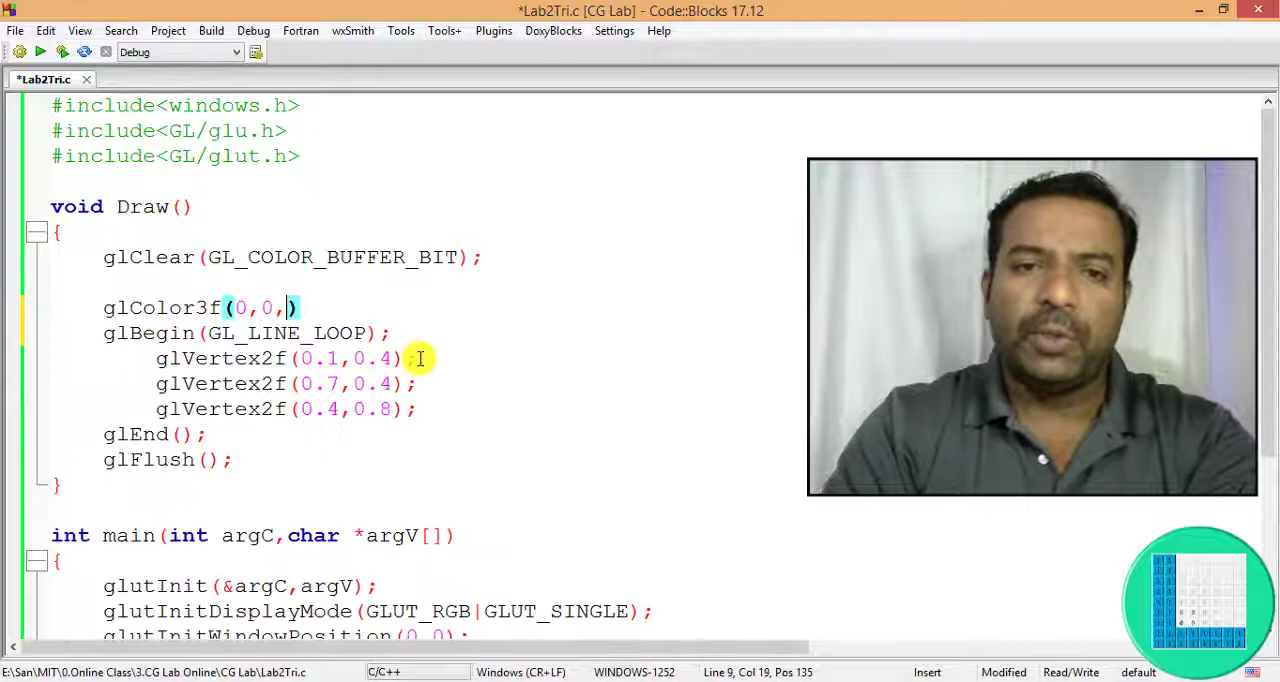 *Lab2Tri.c [CG Lab] - Code::Blocks 17.12
File Edit View Search Project Build Debug Fortran wxSmith Tools Tools+ Plugins DoxyBlocks Settings Help
Debug
*Lab2Tri.c
#include<windows.h>
#include<GL/glu.h>
#include<GL/glut.h>
void Draw()
{
glClear(GL_COLOR_BUFFER_BIT);
glColor3f(0,0,)
glBegin(GL_LINE_LOOP);
glVertex2f(0.1,0.4);
glVertex2f(0.7,0.4);
glVertex2f(0.4,0.8);
glEnd();
glFlush();
}
int main(int argC,char *argV[])
{
glutInit(&argC,argV);
glutInitDisplayMode(GLUT_RGB|GLUT_SINGLE);
glutInitWindowPosition(0,0);
E:\San\MIT\0.Online Class\3.CG Lab Online\CG Lab\Lab2Tri.c C/C++ Windows (CR+LF) WINDOWS-1252 Line 9, Col 19, Pos 135 Insert Modified Read/Write default